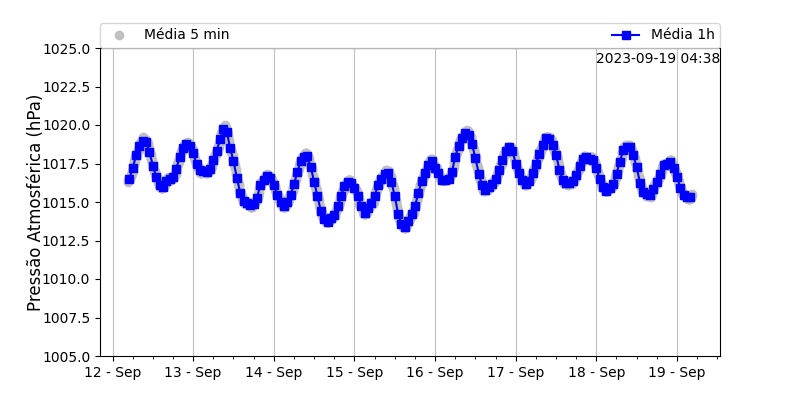 Média 5 min
Média 1h
2023-09-19 04:38
Pressão Atmosférica (hPa)
1025.0
1022.5
1020.0
1017.5
1015.0
1012.5
1010.0
1007.5
1005.0
12 - Sep
13 - Sep
14 - Sep
15 - Sep
16 - Sep
17 - Sep
18 - Sep
19 - Sep